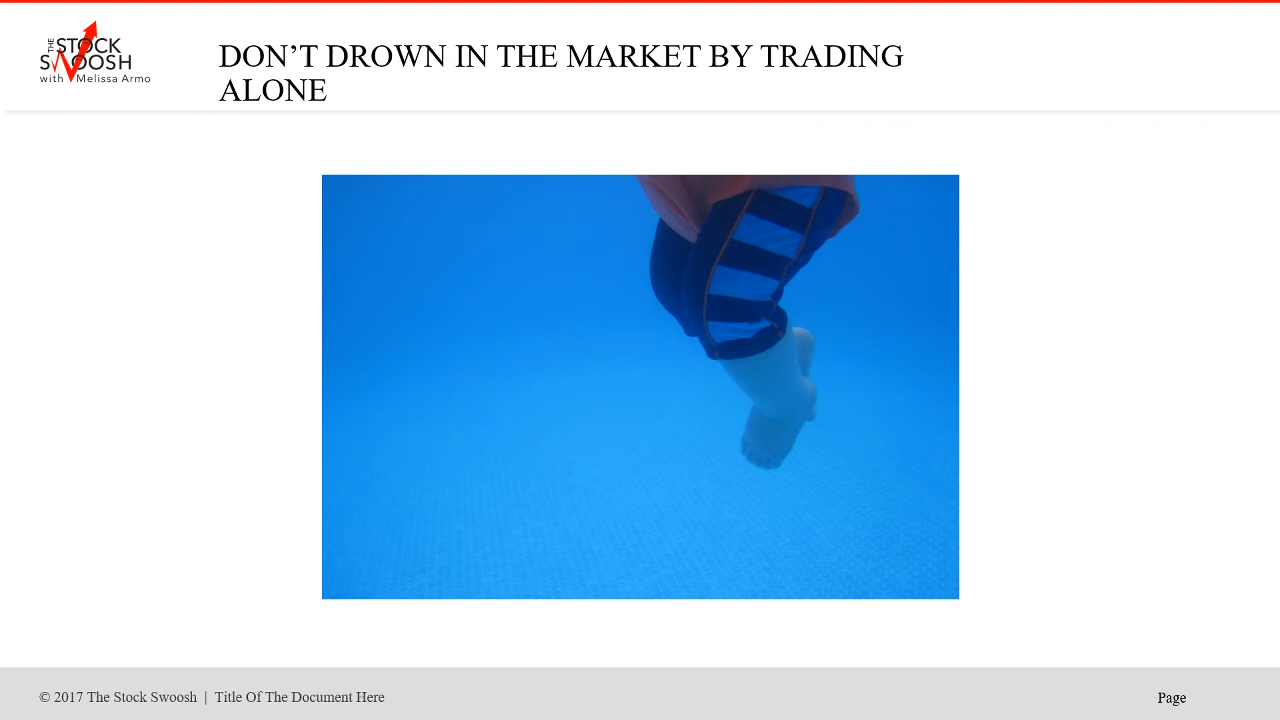 THE
STOCK
SWOOSH
with Melissa Armo
DON’T DROWN IN THE MARKET BY TRADING
ALONE
© 2017 The Stock Swoosh | Title Of The Document Here
Page